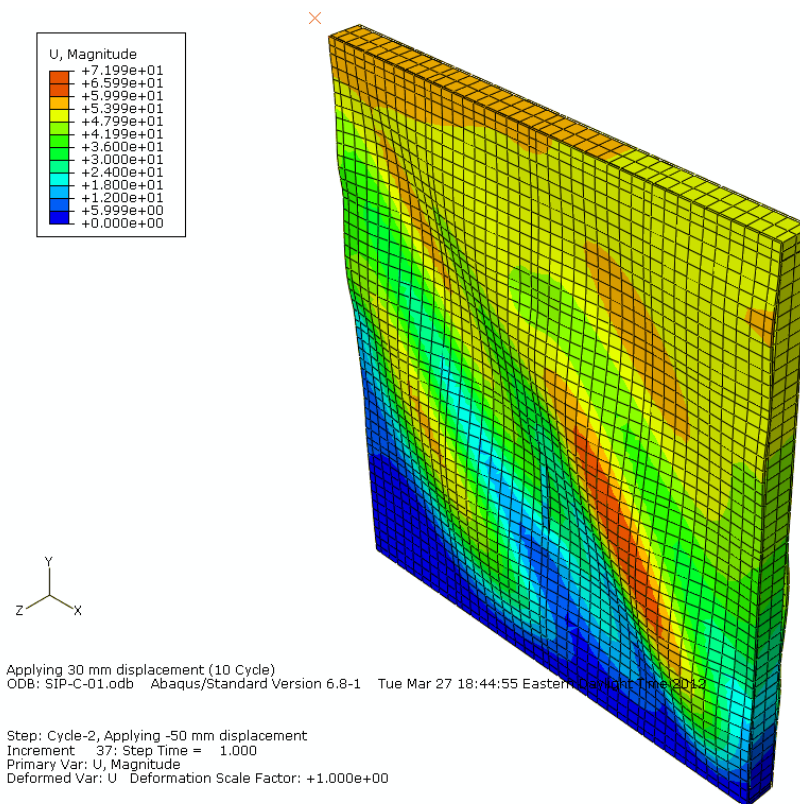 U, Magnitude
+7.199e+01
+6.599e+01
+5.999e+01
+5.399e+01
+4.799e+01
+4.199e+01
+3.600e+01
+3.000e+01
+2.400e+01
+1.800e+01
+1.200e+01
+5.999e+00
+0.000e+00
Y
Z X
Applying 30 mm displacement (10 Cycle)
ODB: SIP-C-01.odb Abaqus/Standard Version 6.8-1 Tue Mar 27 18:44:55 Eastern Daylight Time 2012
Step: Cycle-2, Applying -50 mm displacement
Increment 37: Step Time = 1.000
Primary Var: U, Magnitude
Deformed Var: U Deformation Scale Factor: +1.000e+00